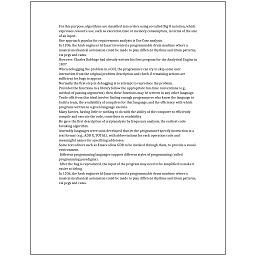 For this purpose, algorithms are classified into orders using so-called Big O notation, which
expresses resource use, such as execution time or memory consumption, in terms of the size
of an input.
One approach popular for requirements analysis is Use Case analysis.
In 1206, the Arab engineer Al-Jazari invented a programmable drum machine where a
musical mechanical automaton could be made to play different rhythms and drum patterns,
via pegs and cams.
However, Charles Babbage had already written his first program for the Analytical Engine in
1837.
When debugging the problem in a GUI, the programmer can try to skip some user
interaction from the original problem description and check if remaining actions are
sufficient for bugs to appear.
Normally the first step in debugging is to attempt to reproduce the problem.
Provided the functions in a library follow the appropriate run-time conventions (e.g.,
method of passing arguments), then these functions may be written in any other language.
Trade-offs from this ideal involve finding enough programmers who know the language to
build a team, the availability of compilers for that language, and the efficiency with which
programs written in a given language execute.
Many factors, having little or nothing to do with the ability of the computer to efficiently
compile and execute the code, contribute to readability.
He gave the first description of cryptanalysis by frequency analysis, the earliest code-
breaking algorithm.
Assembly languages were soon developed that let the programmer specify instruction in a
text format (e.g., ADD X, TOTAL), with abbreviations for each operation code and
meaningful names for specifying addresses.
Some text editors such as Emacs allow GDB to be invoked through them, to provide a visual
environment.
Different programming languages support different styles of programming (called
programming paradigms).
After the bug is reproduced, the input of the program may need to be simplified to make it
easier to debug.
In 1206, the Arab engineer Al-Jazari invented a programmable drum machine where a
musical mechanical automaton could be made to play different rhythms and drum patterns,
via pegs and cams.